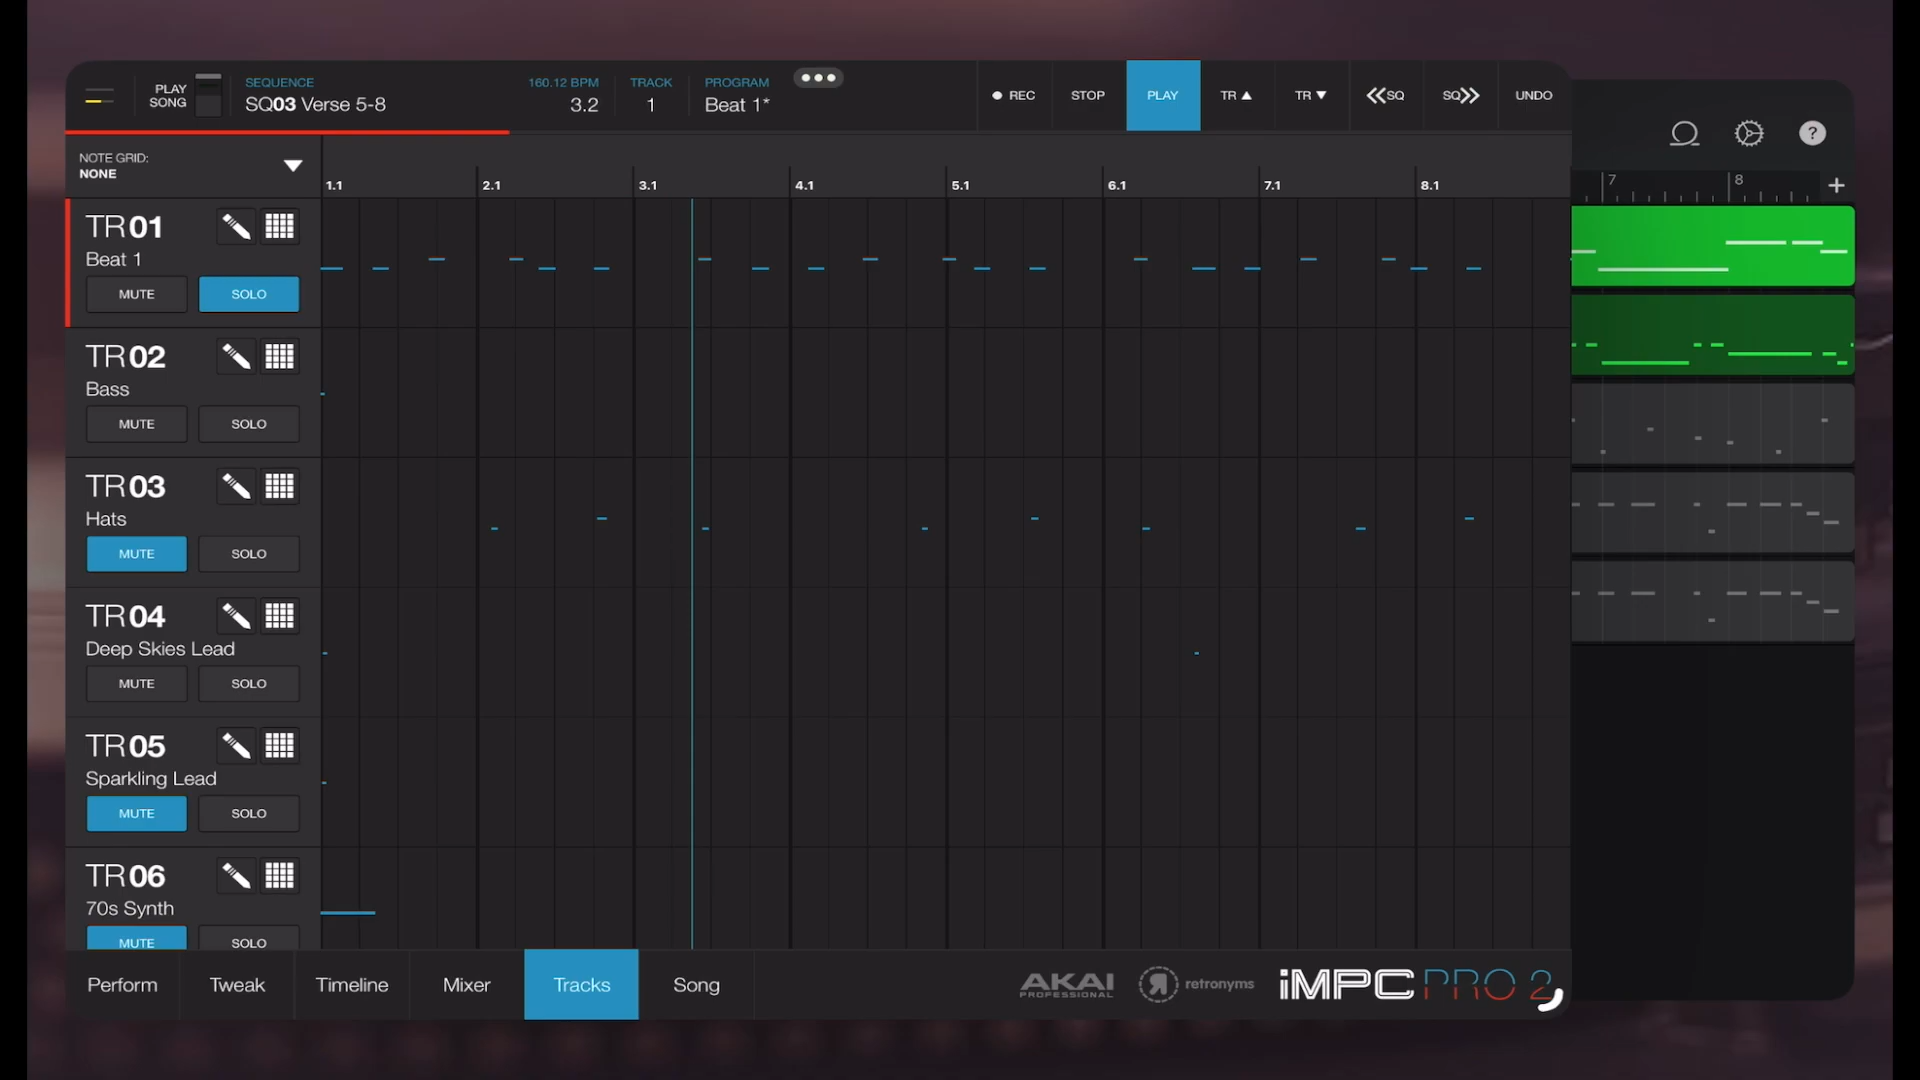 PLAY
SONG
SEQUENCE
SQ03 Verse 5-8
160.12 BPM
3.2
TRACK
1
PROGRAM
Beat 1*
REC
STOP
PLAY
TR ▲
TR ▼
SQ
SQ
UNDO
?
NOTE GRID:
NONE
1.1
2.1
3.1
4.1
5.1
6.1
7.1
8.1
7
8
+
TR01
Beat 1
MUTE
SOLO
TR02
Bass
MUTE
SOLO
TR03
Hats
MUTE
SOLO
TR04
Deep Skies Lead
MUTE
SOLO
TR05
Sparkling Lead
MUTE
SOLO
TR06
70s Synth
MUTE
SOLO
Perform
Tweak
Timeline
Mixer
Tracks
Song
AKAI
PROFESSIONAL
retronyms
iMPC PRO 2